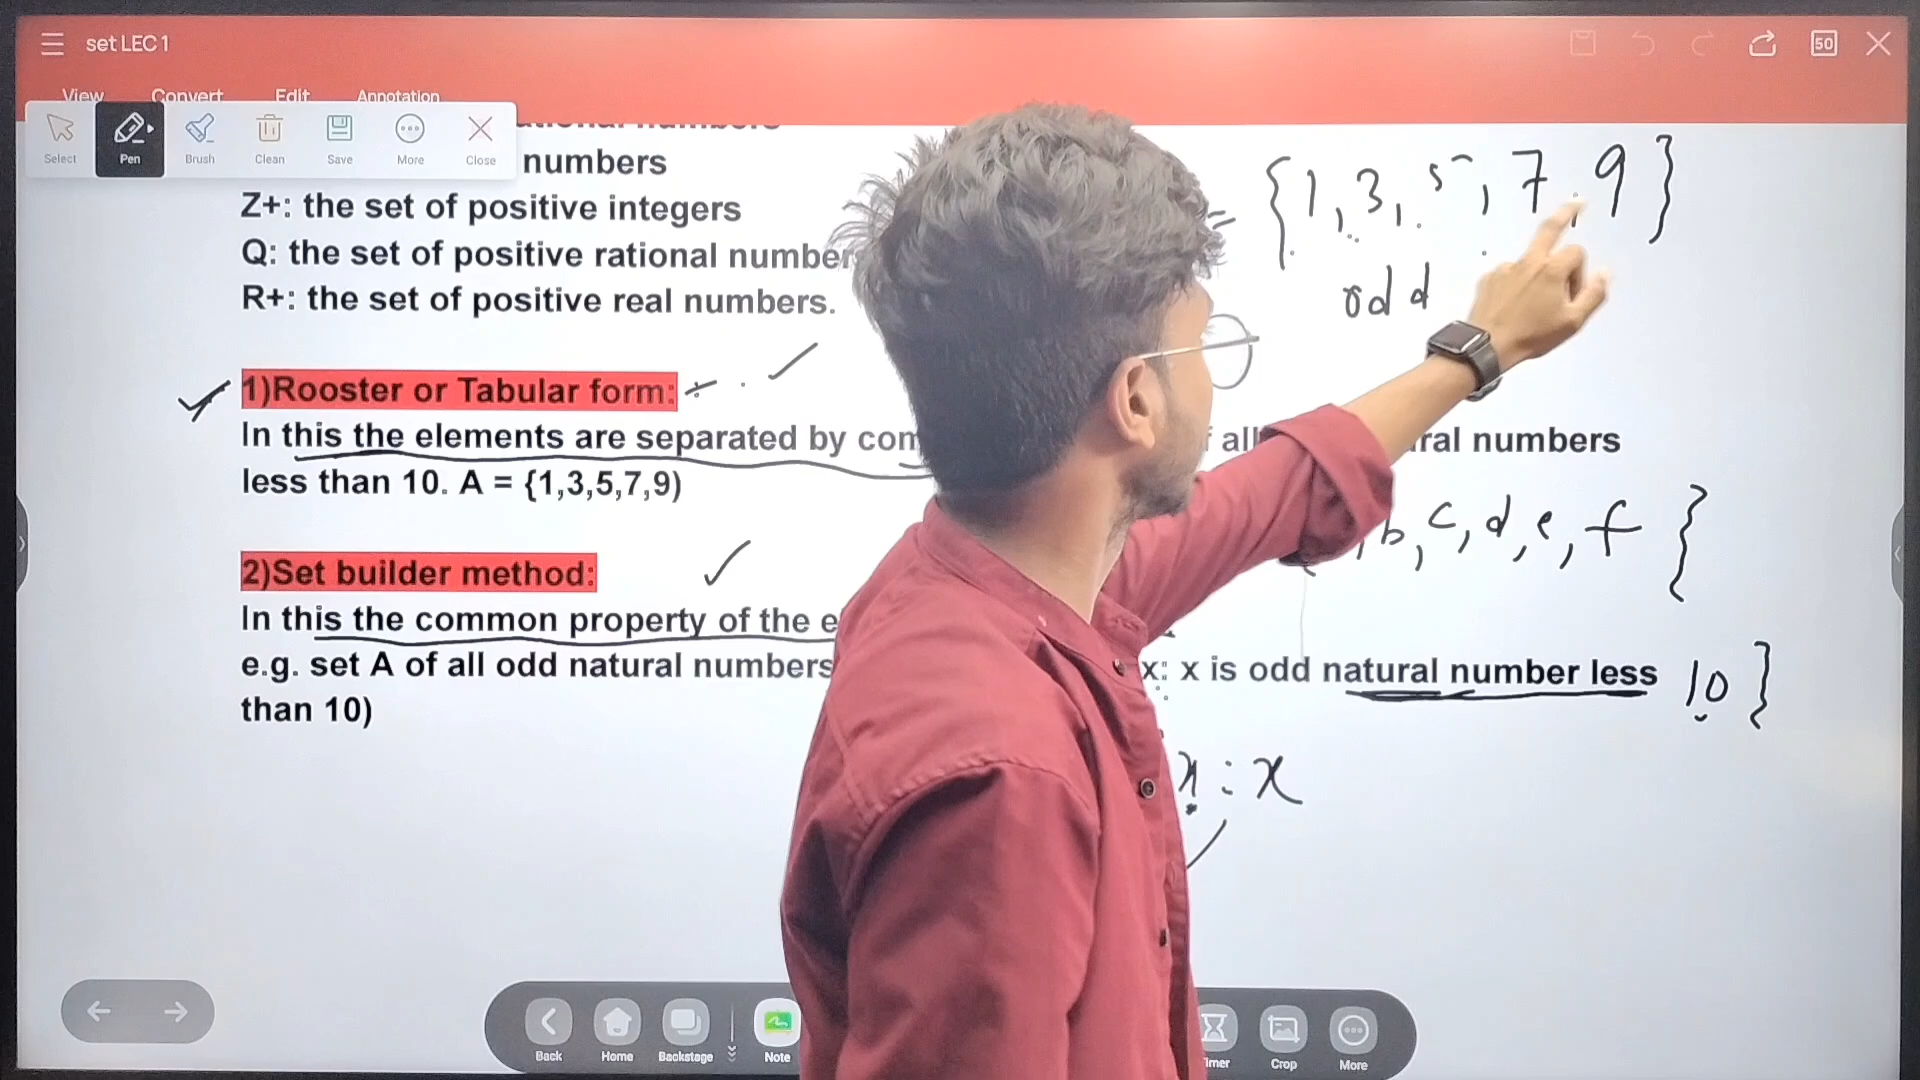 set LEC 1
50
View Convert Edit Annotation
Select Pen Brush Clean Save More Close
numbers
Z+: the set of positive integers
Q: the set of positive rational
R+: the set of positive real numbers.
= {1, 3, 5, 7, 9}
odd
1)Rooster or Tabular form:
In this the elements are separated by all numbers
less than 10. A = {1,3,5,7,9)
b, c, d, e, f }
2)Set builder method:
In this the common property of the
e.g. set A of all odd natural numbers x: x is odd natural number less 10}
than 10)
x : x
Back Home Backstage Note Crop More